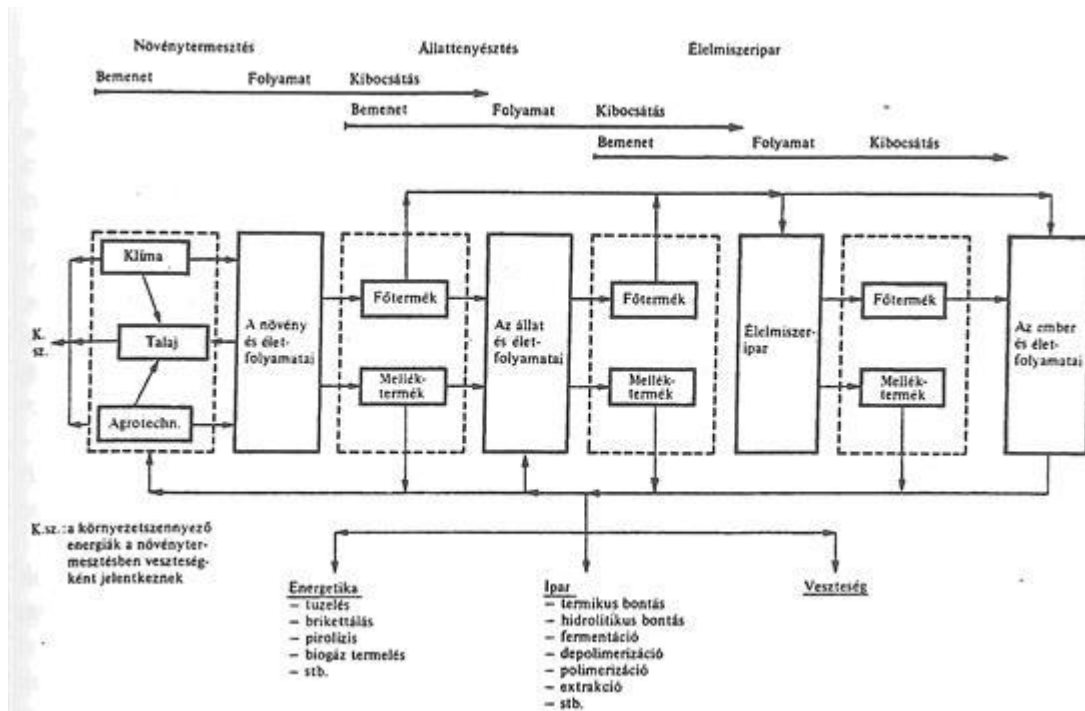 Növénytermesztés Állattenyésztés Élelmiszeripar
Bemenet Folyamat Kibocsátás
Bemenet Folyamat Kibocsátás
Bemenet Folyamat Kibocsátás
Klíma
Talaj
Agrotechn.
K.
sz.
A növény
és élet-
folyamatai
Főtermék
Mellék-
termék
Az állat
és élet-
folyamatai
Főtermék
Mellék-
termék
Élelmiszer-
ipar
Főtermék
Mellék-
termék
Az ember
és élet-
folyamatai
K.sz.: a környezetszennyező
energiák a növényter-
mesztésben veszteség-
ként jelentkeznek
Energetika
– tuzelés
– brikettálás
– pirolízis
– biogáz termelés
– stb.
Ipar
– termikus bontás
– hidrolitikus bontás
– fermentáció
– depolimerizáció
– polimerizáció
– extrakció
– stb.
Veszteség